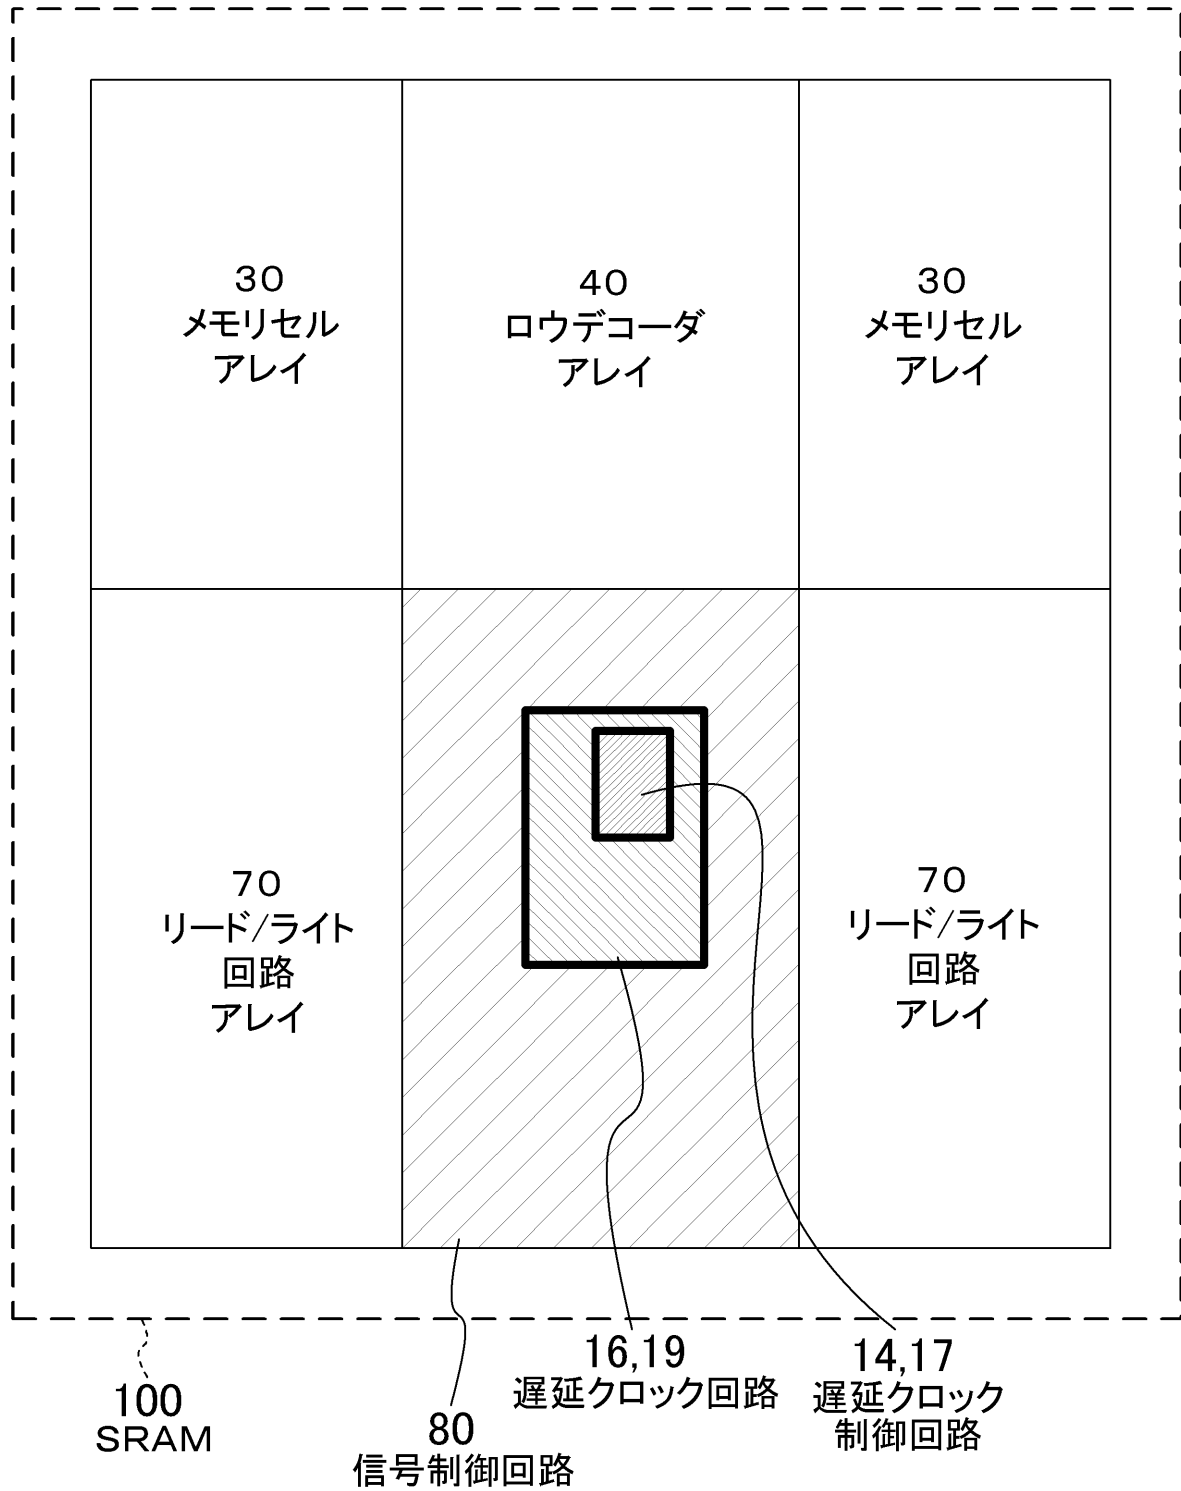 30
メモリセル
アレイ
40
ロウデコーダ
アレイ
30
メモリセル
アレイ
70
リード/ライト
回路
アレイ
70
リード/ライト
回路
アレイ
100
SRAM
80
信号制御回路
16,19
遅延クロック回路
14,17
遅延クロック
制御回路